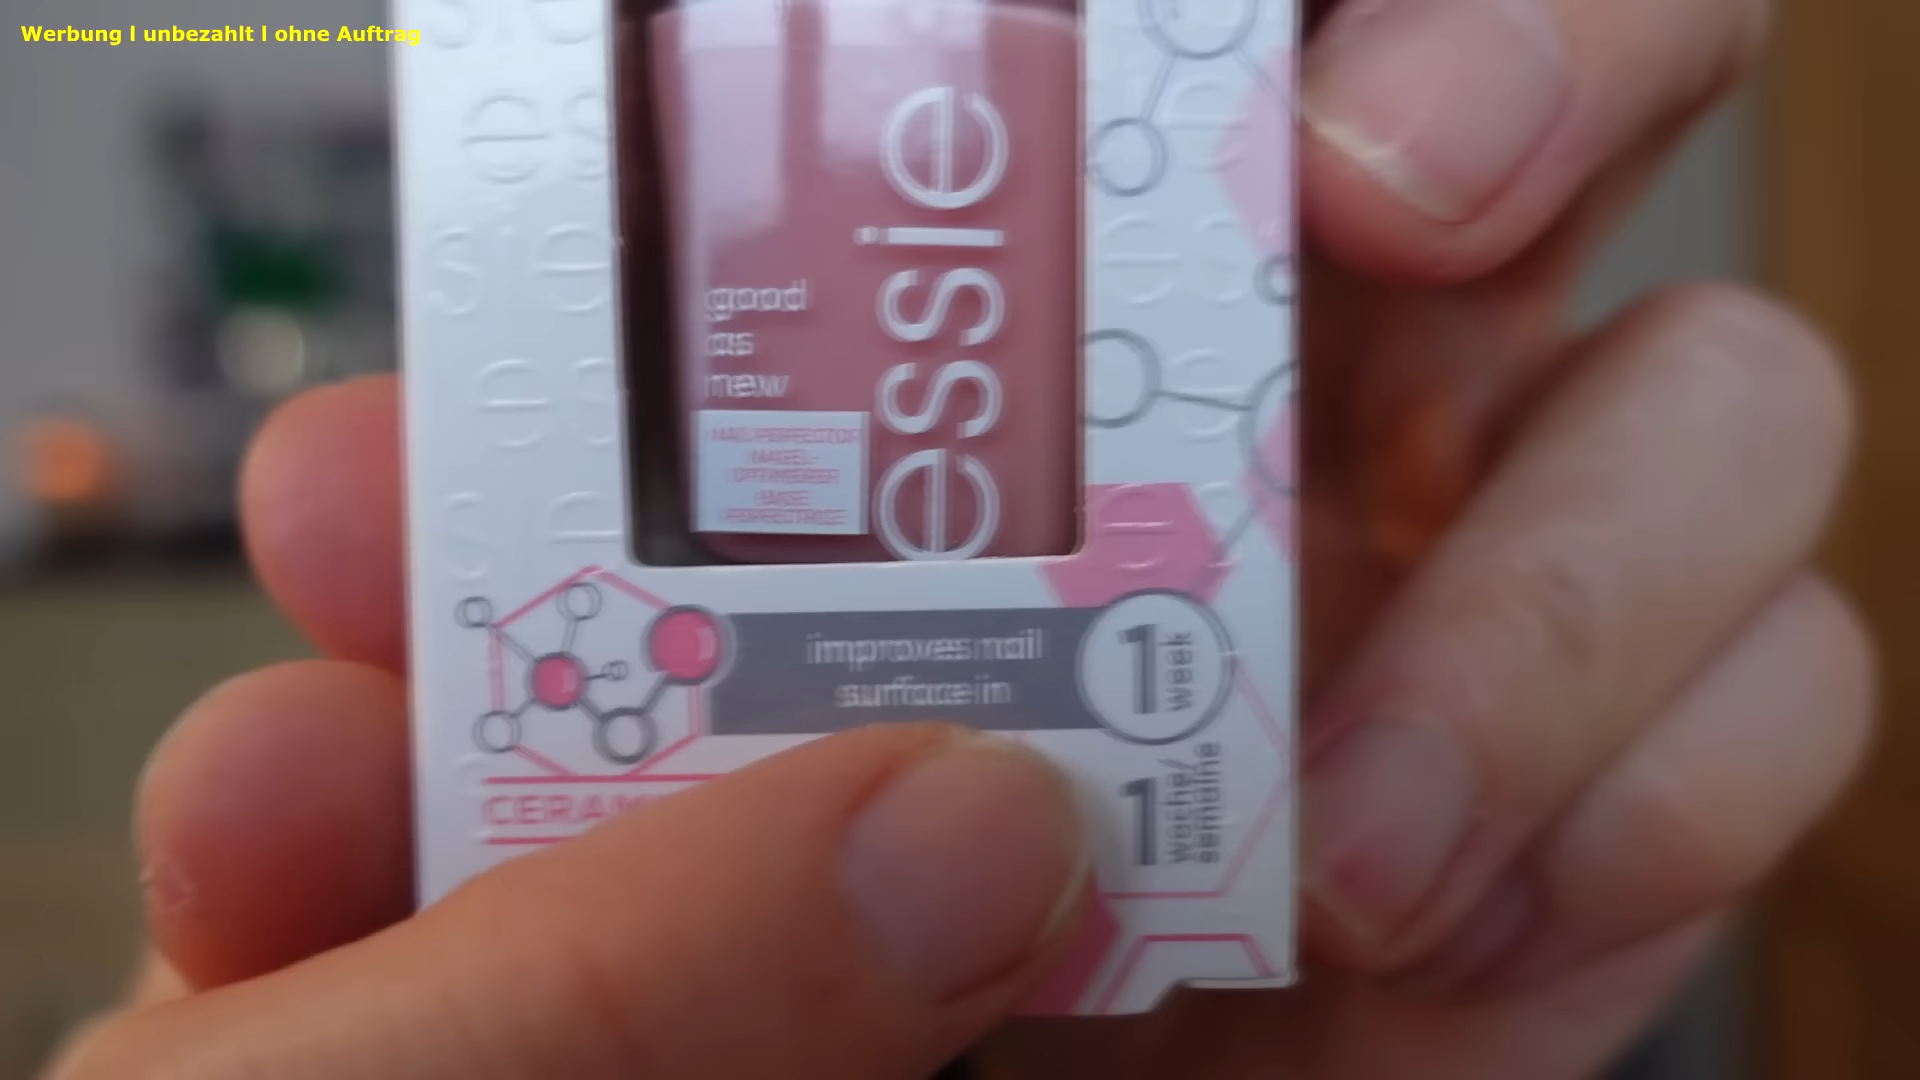 Werbung l unbezahlt l ohne Auftrag
essie
good
as
new
NAIL PERFECTOR
NAGEL-
OPTIMIERER
BASE
PERFECTRICE
improves nail
surface in
1 week
1 woche/
semaine